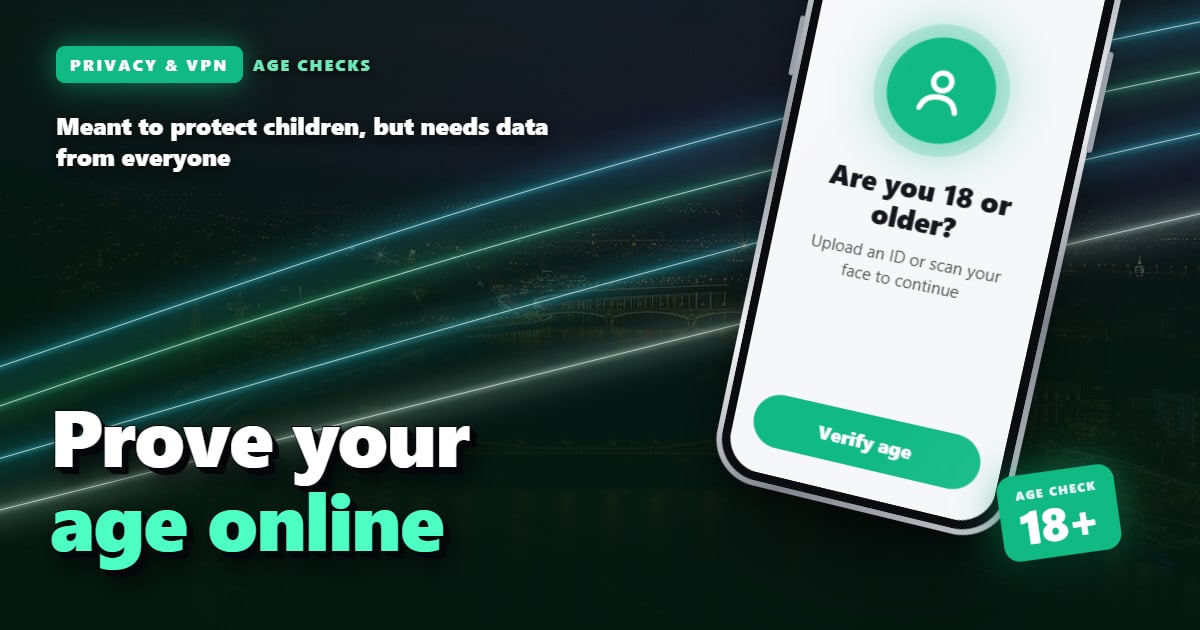 PRIVACY & VPN AGE CHECKS
Meant to protect children, but needs data
from everyone
Prove your
age online
Are you 18 or
older?
Upload an ID or scan your
face to continue
Verify age
AGE CHECK
18+